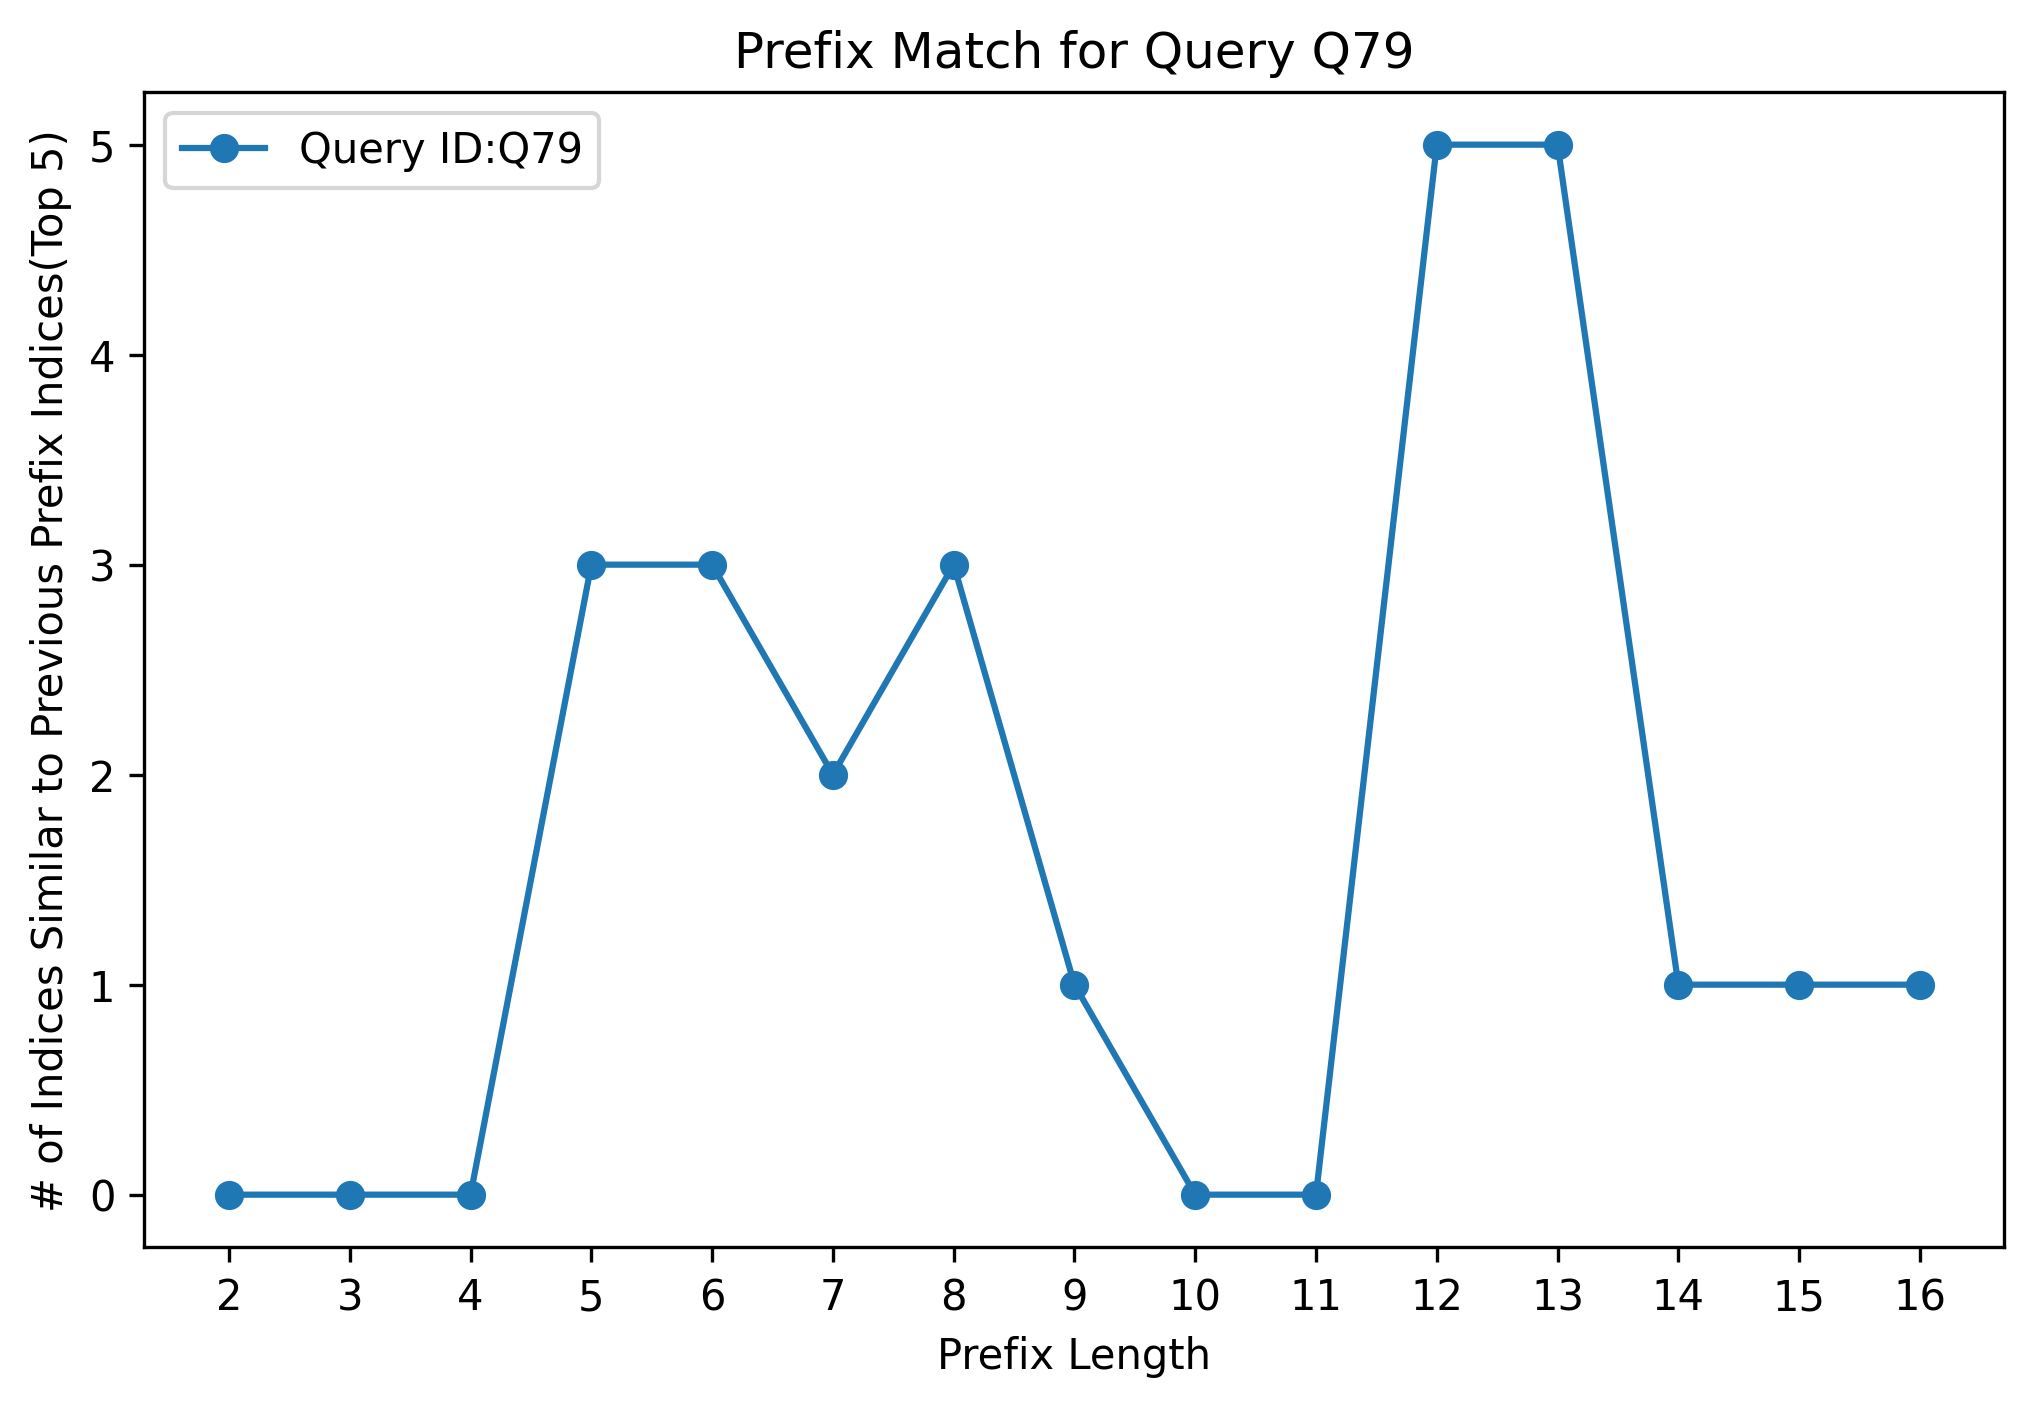 Prefix Match for Query Q79
Query ID:Q79
# of Indices Similar to Previous Prefix Indices(Top 5)
5
4
3
2
1
0
2 3 4 5 6 7 8 9 10 11 12 13 14 15 16
Prefix Length